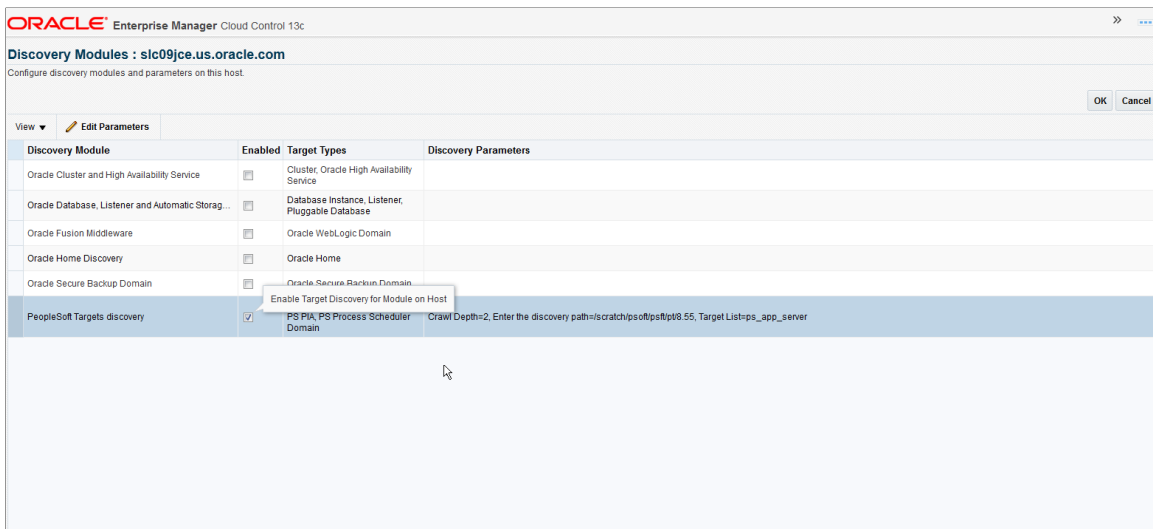 ORACLE Enterprise Manager Cloud Control 13c
Discovery Modules : slc09jce.us.oracle.com
Configure discovery modules and parameters on this host.
OK Cancel
View Edit Parameters
Discovery Module Enabled Target Types Discovery Parameters
Oracle Cluster and High Availability Service Cluster, Oracle High Availability
Service
Oracle Database, Listener and Automatic Storag... Database Instance, Listener,
Pluggable Database
Oracle Fusion Middleware Oracle WebLogic Domain
Oracle Home Discovery Oracle Home
Oracle Secure Backup Domain Oracle Secure Backup Domain
Enable Target Discovery for Module on Host
PeopleSoft Targets discovery PS PIA, PS Process Scheduler Crawl Depth=2, Enter the discovery path=/scratch/psoft/psft/pt/8.55, Target List=ps_app_server
Domain